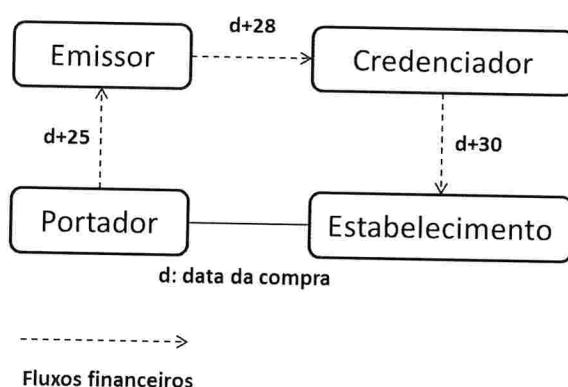 d+28
Emissor
Credenciador
d+25
d+30
Portador
Estabelecimento
d: data da compra
Fluxos financeiros